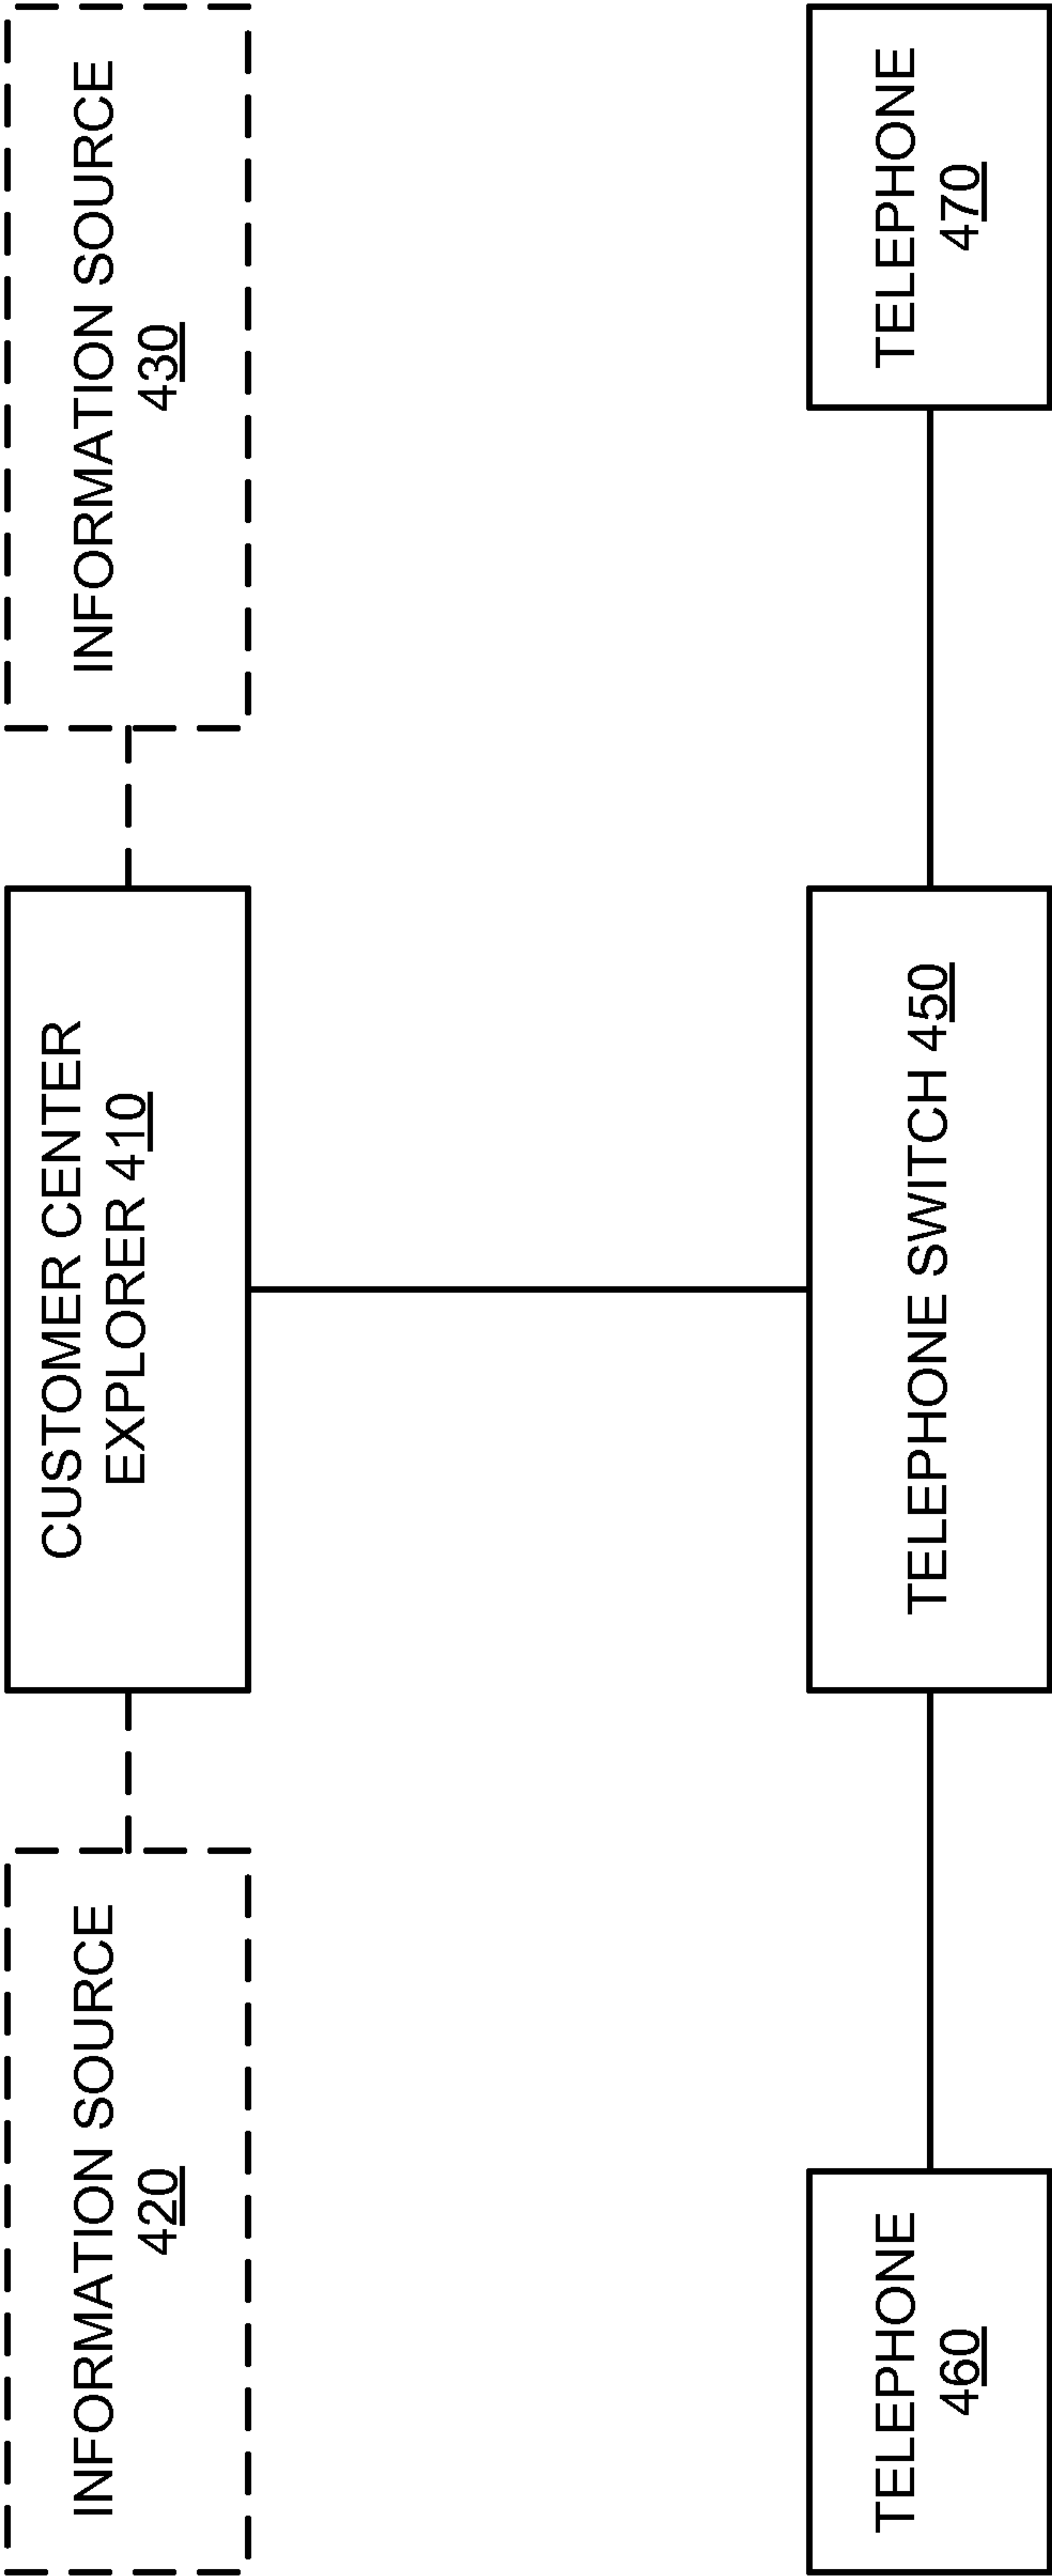 INFORMATION SOURCE
420
CUSTOMER CENTER
EXPLORER 410
INFORMATION SOURCE
430
TELEPHONE
460
TELEPHONE SWITCH 450
TELEPHONE
470